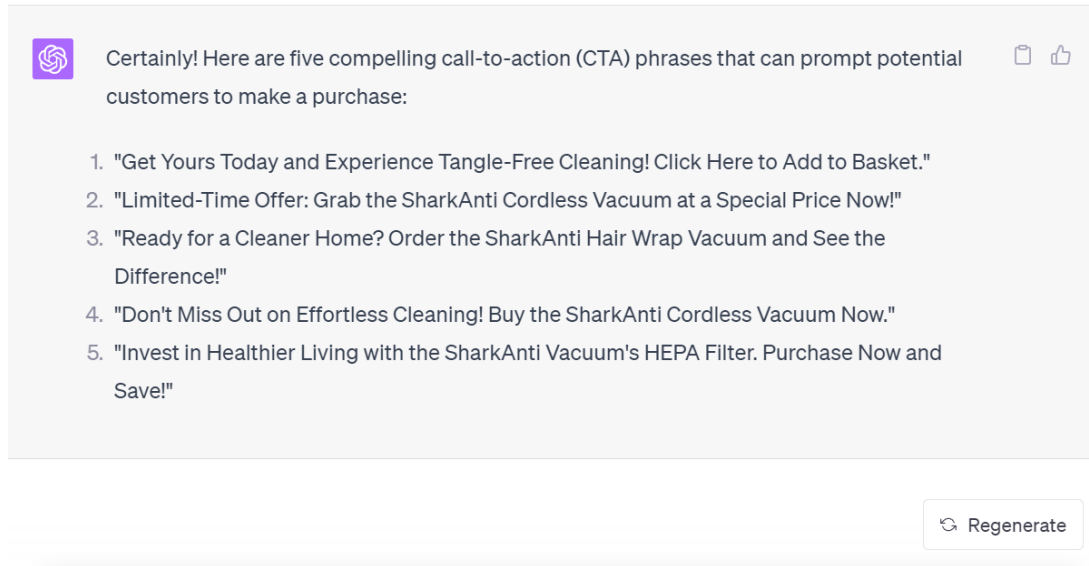 Certainly! Here are five compelling call-to-action (CTA) phrases that can prompt potential
customers to make a purchase:
1. "Get Yours Today and Experience Tangle-Free Cleaning! Click Here to Add to Basket."
2. "Limited-Time Offer: Grab the SharkAnti Cordless Vacuum at a Special Price Now!"
3. "Ready for a Cleaner Home? Order the SharkAnti Hair Wrap Vacuum and See the
Difference!"
4. "Don't Miss Out on Effortless Cleaning! Buy the SharkAnti Cordless Vacuum Now."
5. "Invest in Healthier Living with the SharkAnti Vacuum's HEPA Filter. Purchase Now and
Save!"
Regenerate